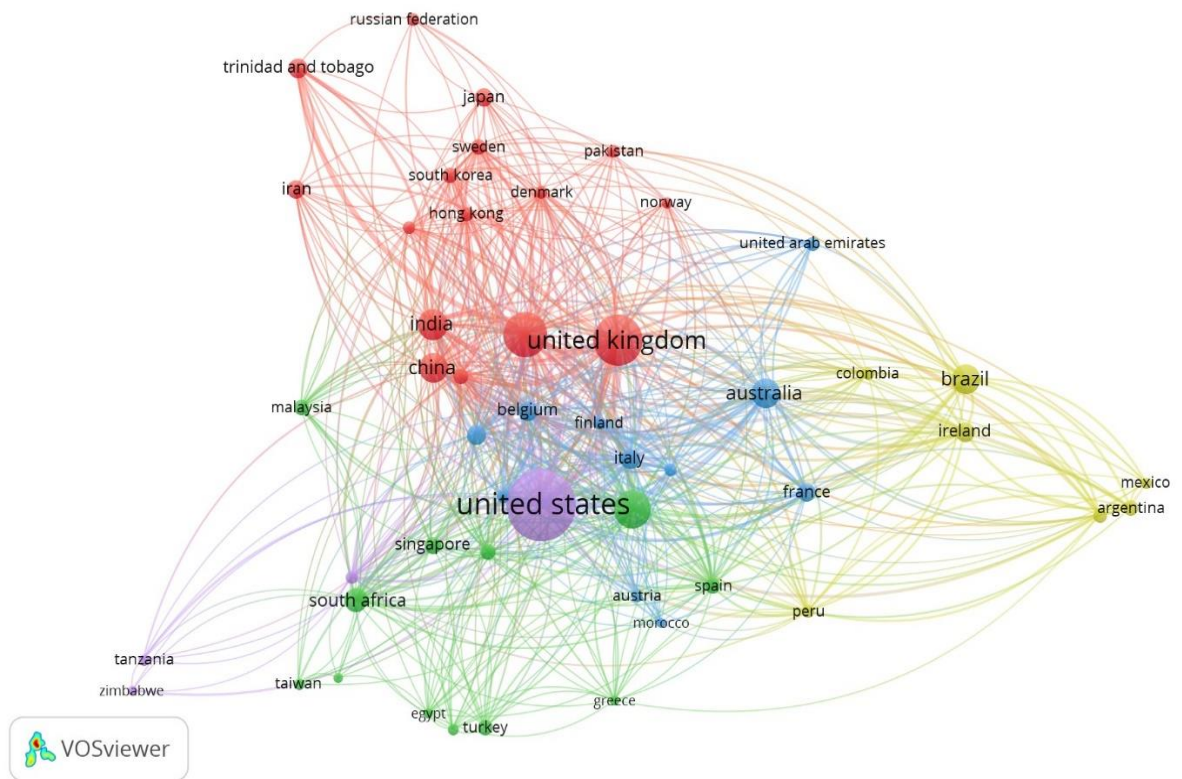 russian federation
trinidad and tobago
japan
sweden
pakistan
south korea
iran
denmark
norway
hong kong
united arab emirates
india
united kingdom
china
colombia
brazil
australia
malaysia
belgium
finland
ireland
italy
mexico
france
united states
argentina
singapore
spain
austria
south africa
peru
morocco
tanzania
taiwan
zimbabwe
greece
egypt
turkey
VOSviewer